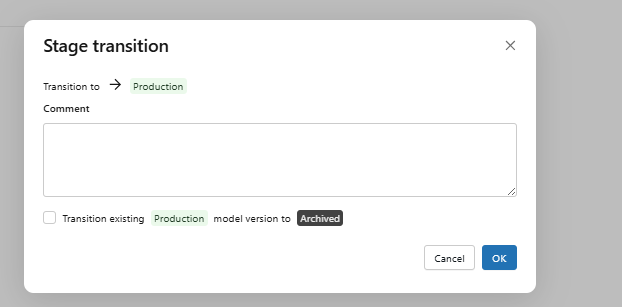 Stage transition
Transition to → Production
Comment
Transition existing Production model version to Archived
Cancel OK